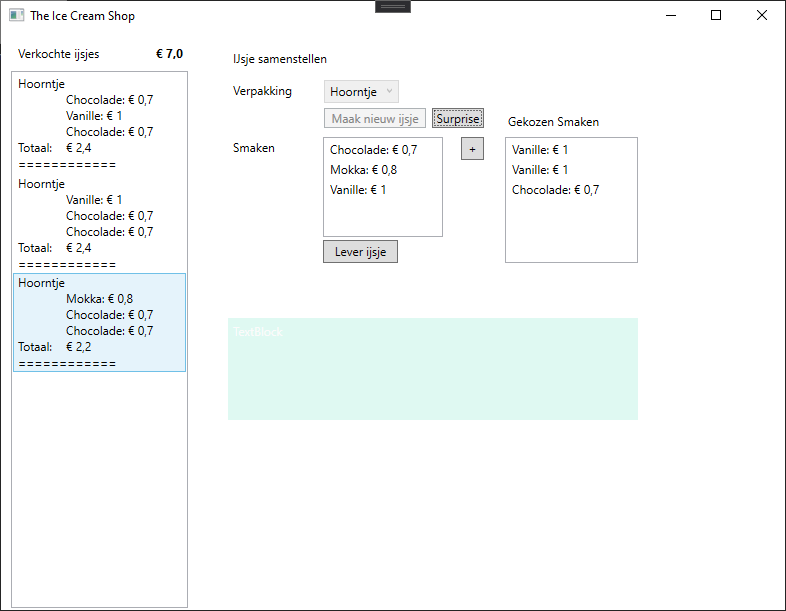 The Ice Cream Shop
Verkochte ijsjes € 7,0
Hoorntje
Chocolade: € 0,7
Vanille: € 1
Chocolade: € 0,7
Totaal: € 2,4
============
Hoorntje
Vanille: € 1
Chocolade: € 0,7
Chocolade: € 0,7
Totaal: € 2,4
============
Hoorntje
Mokka: € 0,8
Chocolade: € 0,7
Chocolade: € 0,7
Totaal: € 2,2
============
IJsje samenstellen
Verpakking Hoorntje
Maak nieuw ijsje Surprise
Gekozen Smaken
Smaken
Chocolade: € 0,7
Mokka: € 0,8
Vanille: € 1
+
Vanille: € 1
Vanille: € 1
Chocolade: € 0,7
Lever ijsje
TextBlock